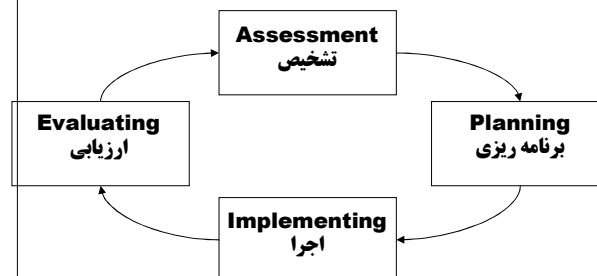 Assessment
تشخیص
Planning
برنامه ریزی
Implementing
اجرا
Evaluating
ارزیابی